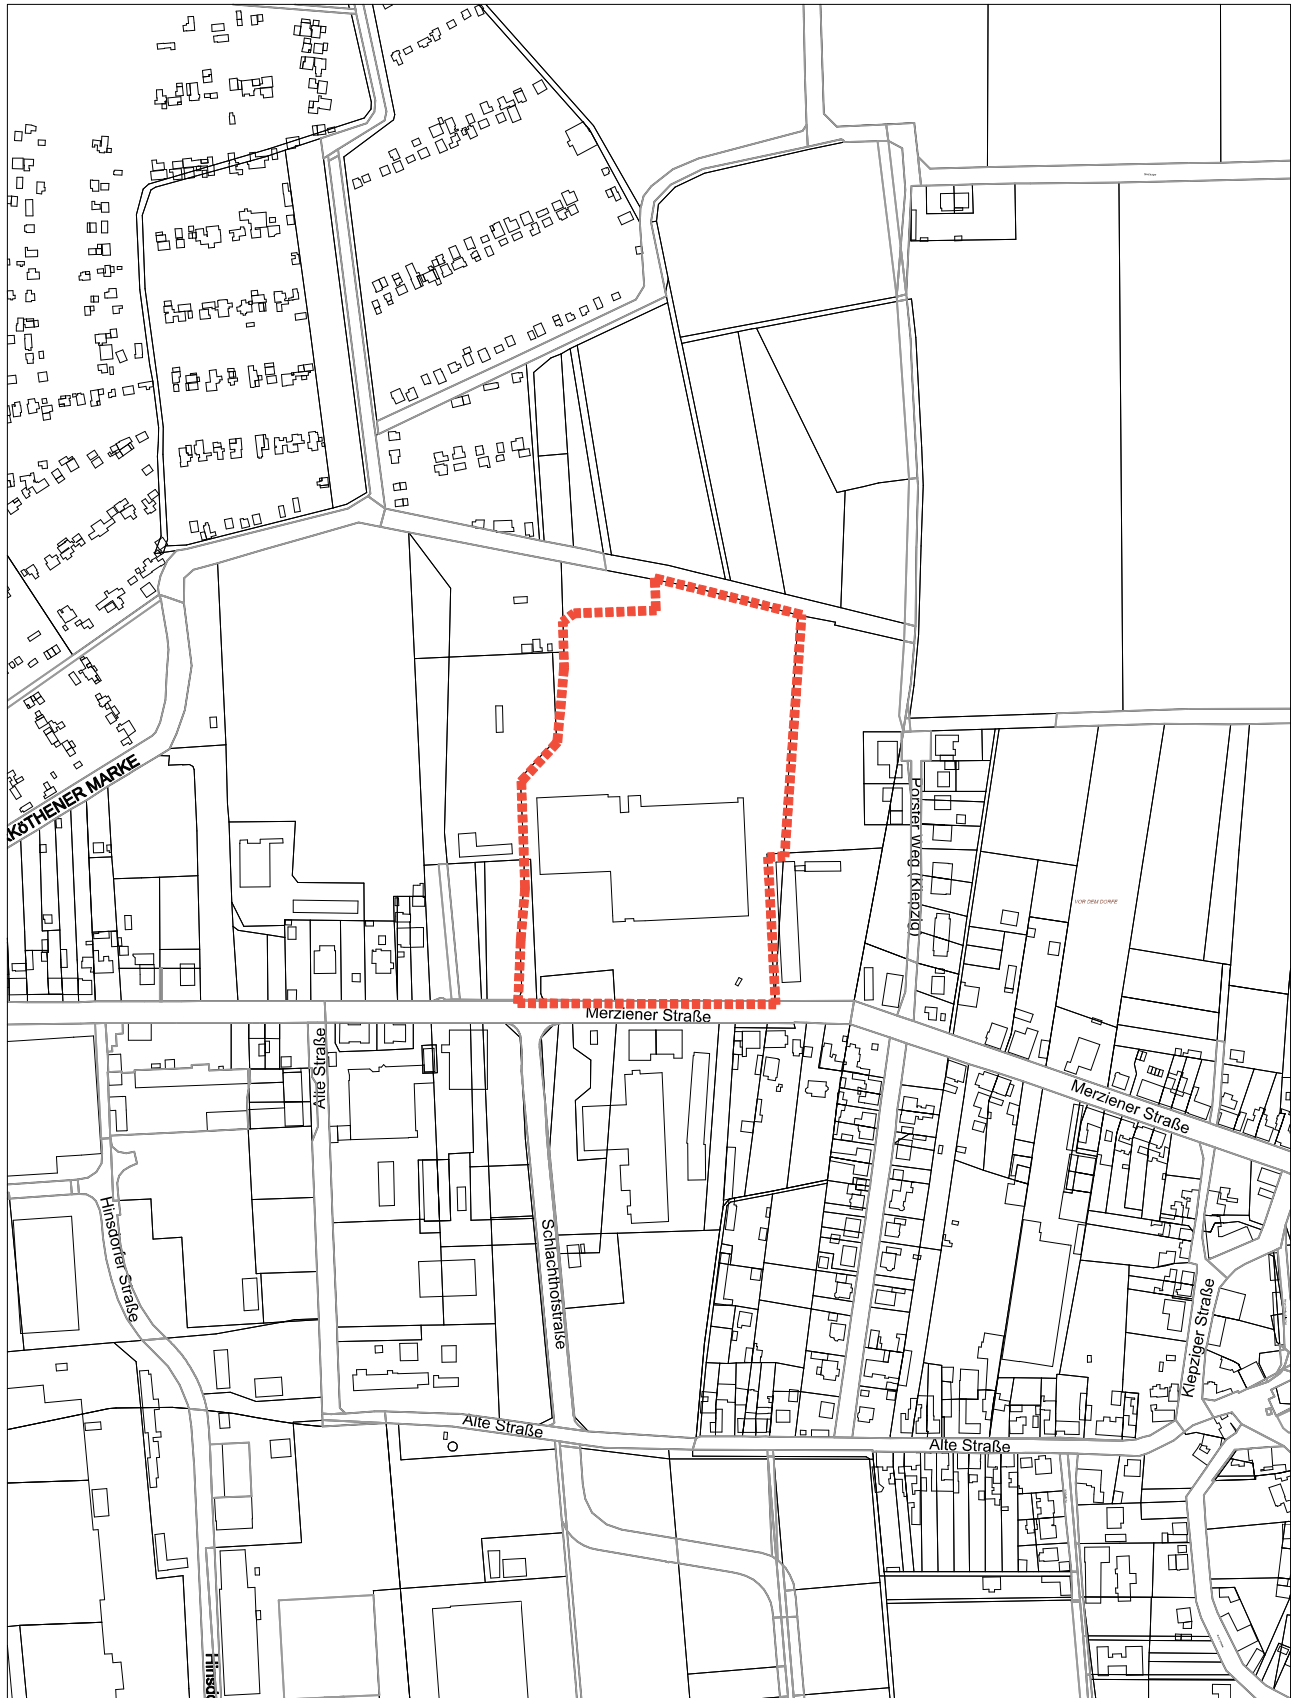 KöTHENER MARKE
Porster Weg (Klepzig)
VOR DEM DORFE
Merziener Straße
Alte Straße
Merziener Straße
Hinsdorfer Straße
Schlachthofstraße
Klepziger Straße
Alte Straße
Alte Straße